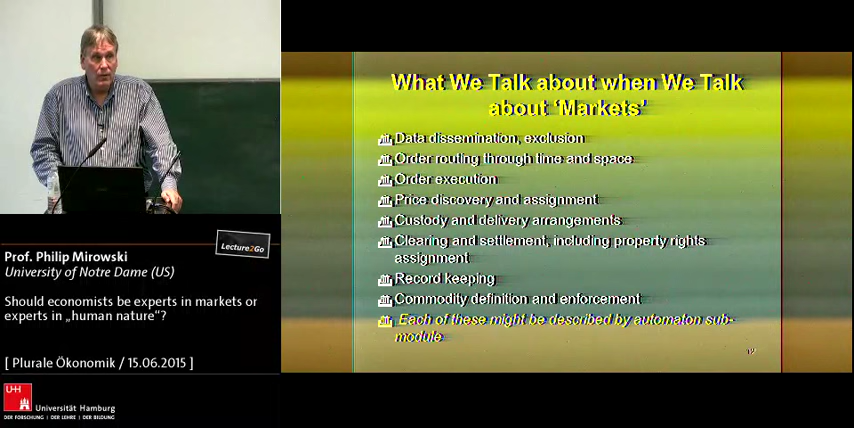 What We Talk about when We Talk
about ‘Markets’
Data dissemination, exclusion
Order routing through time and space
Order execution
Price discovery and assignment
Custody and delivery arrangements
Clearing and settlement, including property rights
assignment
Record keeping
Commodity definition and enforcement
Each of these might be described by automaton sub-
module
12
Lecture2Go
Prof. Philip Mirowski
University of Notre Dame (US)
Should economists be experts in markets or
experts in „human nature“?
[ Plurale Ökonomik / 15.06.2015 ]
UH
Universität Hamburg
DER FORSCHUNG | DER LEHRE | DER BILDUNG